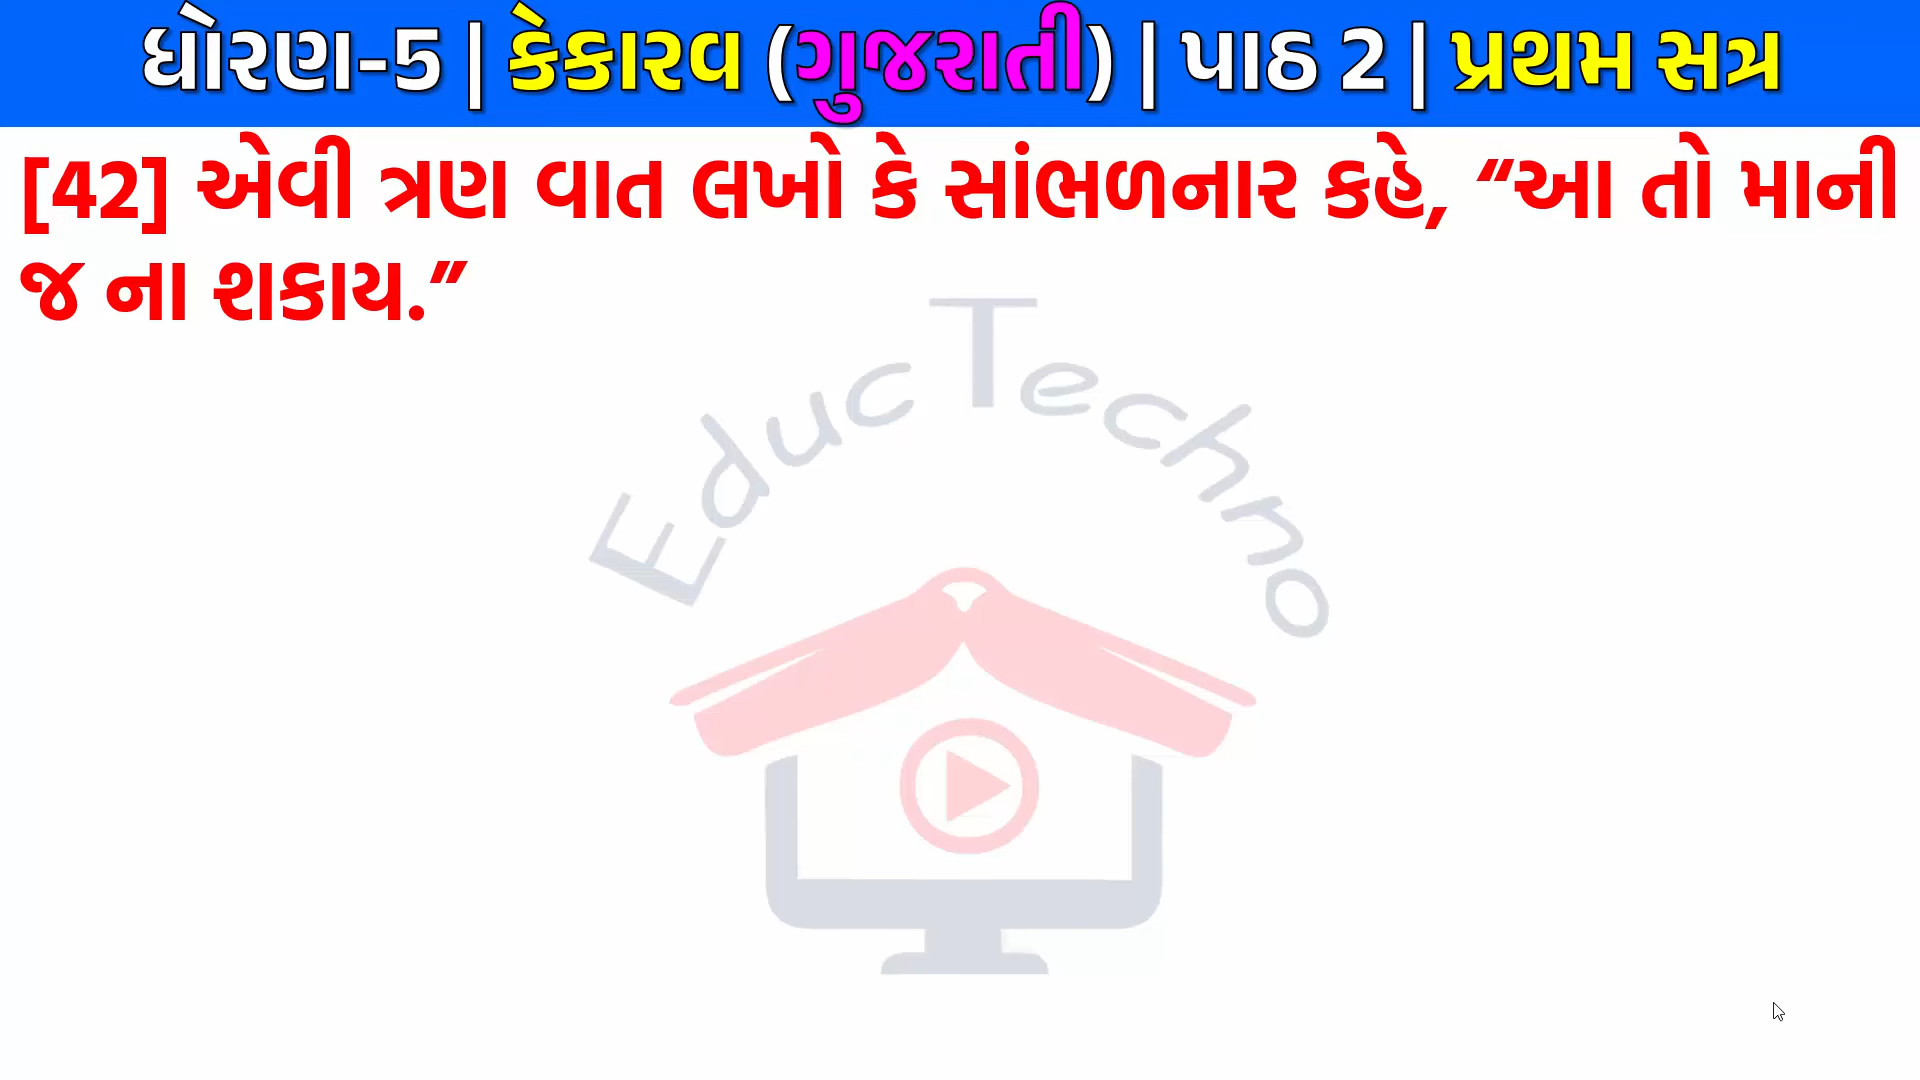 ધોરણ-5 | કેકારવ (ગુજરાતી) | પાઠ 2 | પ્રથમ સત્ર
[42] એવી ત્રણ વાત લખો કે સાંભળનાર કહે, “આ તો માની
જ ના શકાય.”
EducTechno